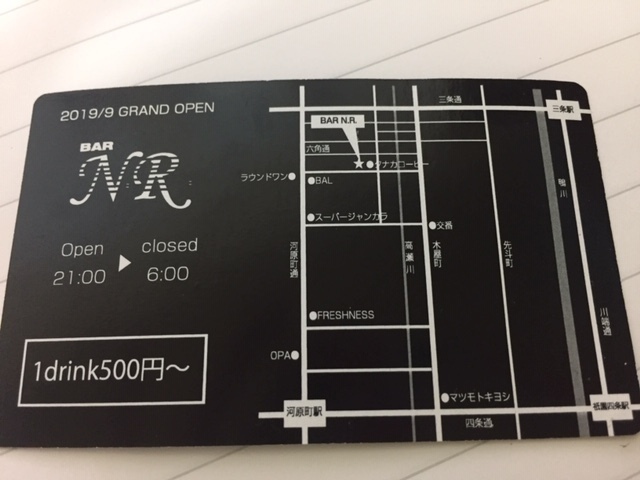 2019/9 GRAND OPEN
BAR
N.R.
Open
21:00
closed
6:00
1drink500円～
三条通
三条駅
BAR N.R.
六角通
タナカコーヒー
ラウンドワン
BAL
スーパージャンカラ
交番
河原町通
高瀬川
木屋町
先斗町
鴨川
川端通
FRESHNESS
OPA
マツモトキヨシ
河原町駅
四条通
祇園四条駅